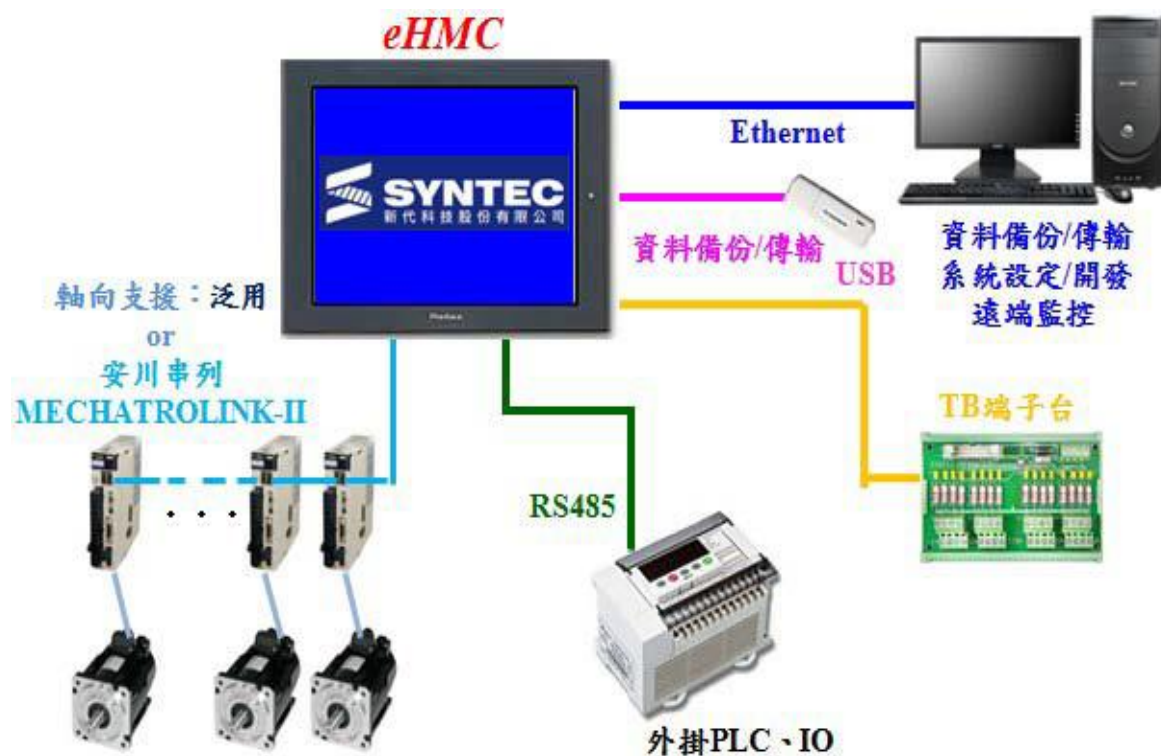 eHMC
SYNTEC
新代科技股份有限公司
Ethernet
資料備份/傳輸
USB
資料備份/傳輸
系統設定/開發
遠端監控
軸向支援：泛用
or
安川串列
MECHATROLINK-II
TB端子台
RS485
外掛PLC、IO